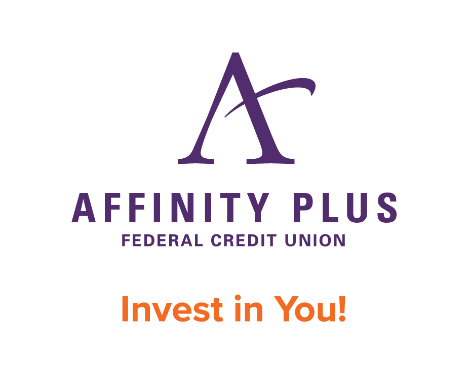 AFFINITY PLUS
FEDERAL CREDIT UNION
Invest in You!